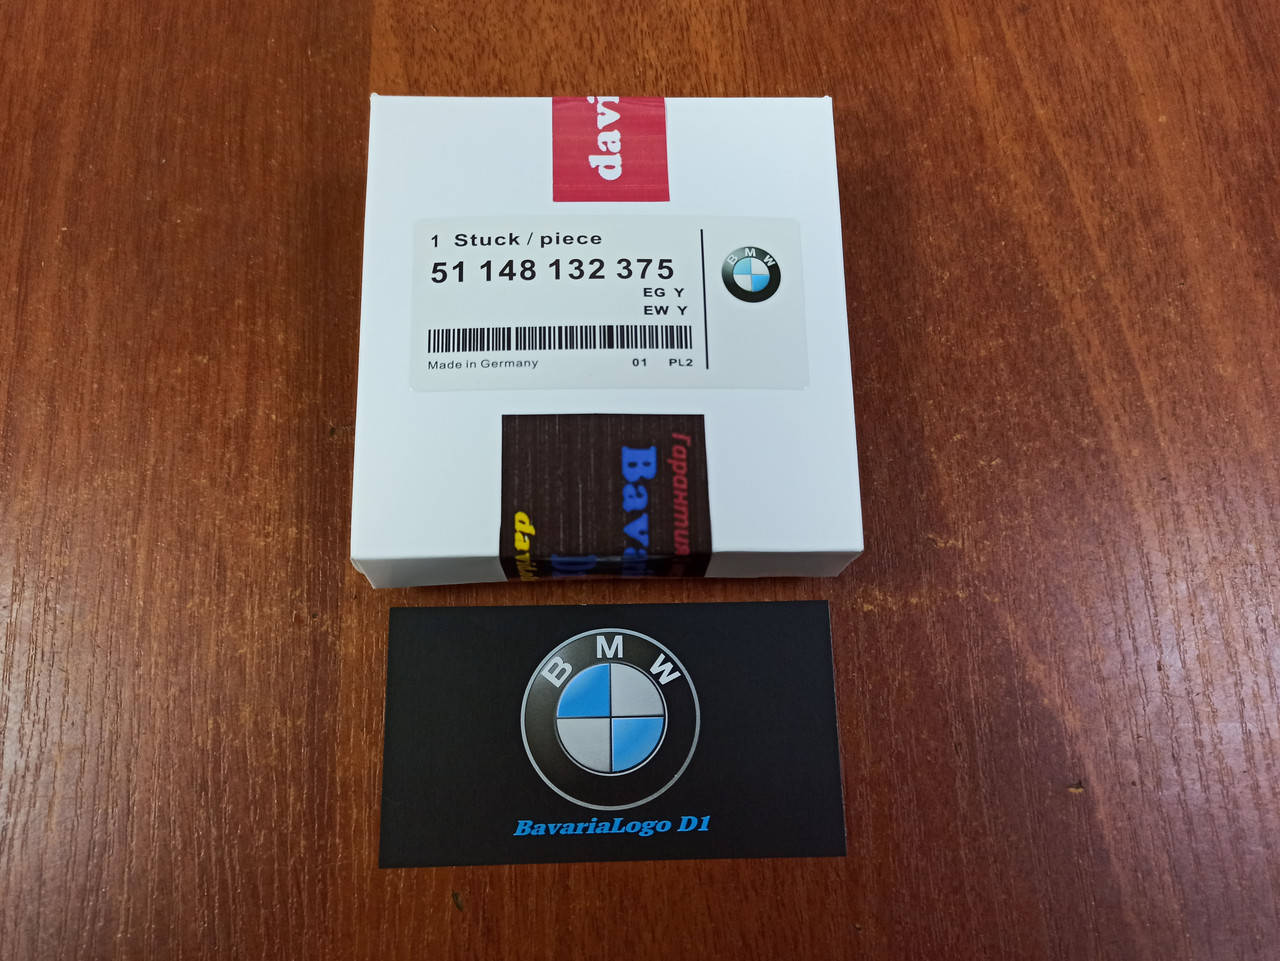 1 Stuck / piece
51 148 132 375
EG Y
EW Y
Made in Germany 01 PL2
BMW
Гарантия
BMW
BavariaLogo D1